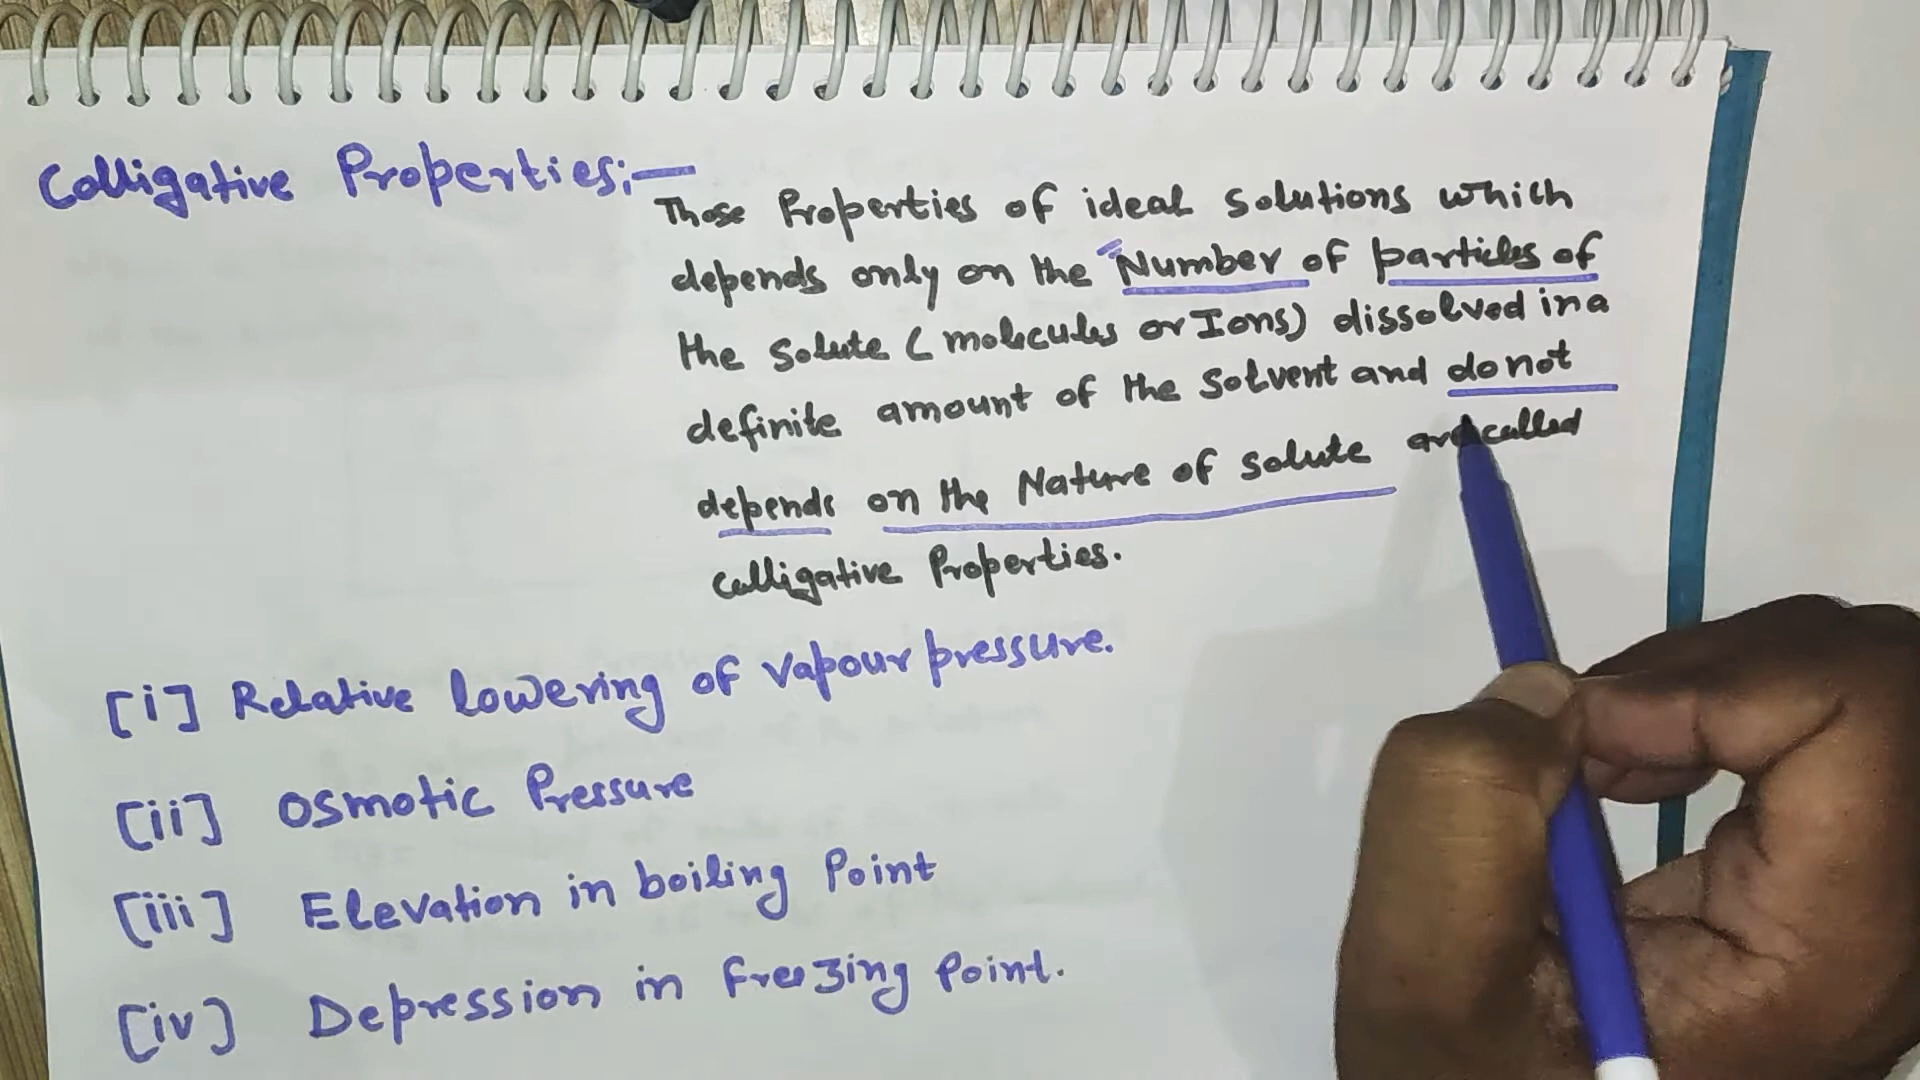 Colligative Properties:—
Those Properties of ideal solutions which
depends only on the Number of particles of
the solute (molecules or Ions) dissolved in a
definite amount of the solvent and do not
depends on the Nature of solute are called
colligative Properties.
[i] Relative lowering of vapour pressure.
[ii] Osmotic Pressure
[iii] Elevation in boiling Point
[iv] Depression in freezing Point.